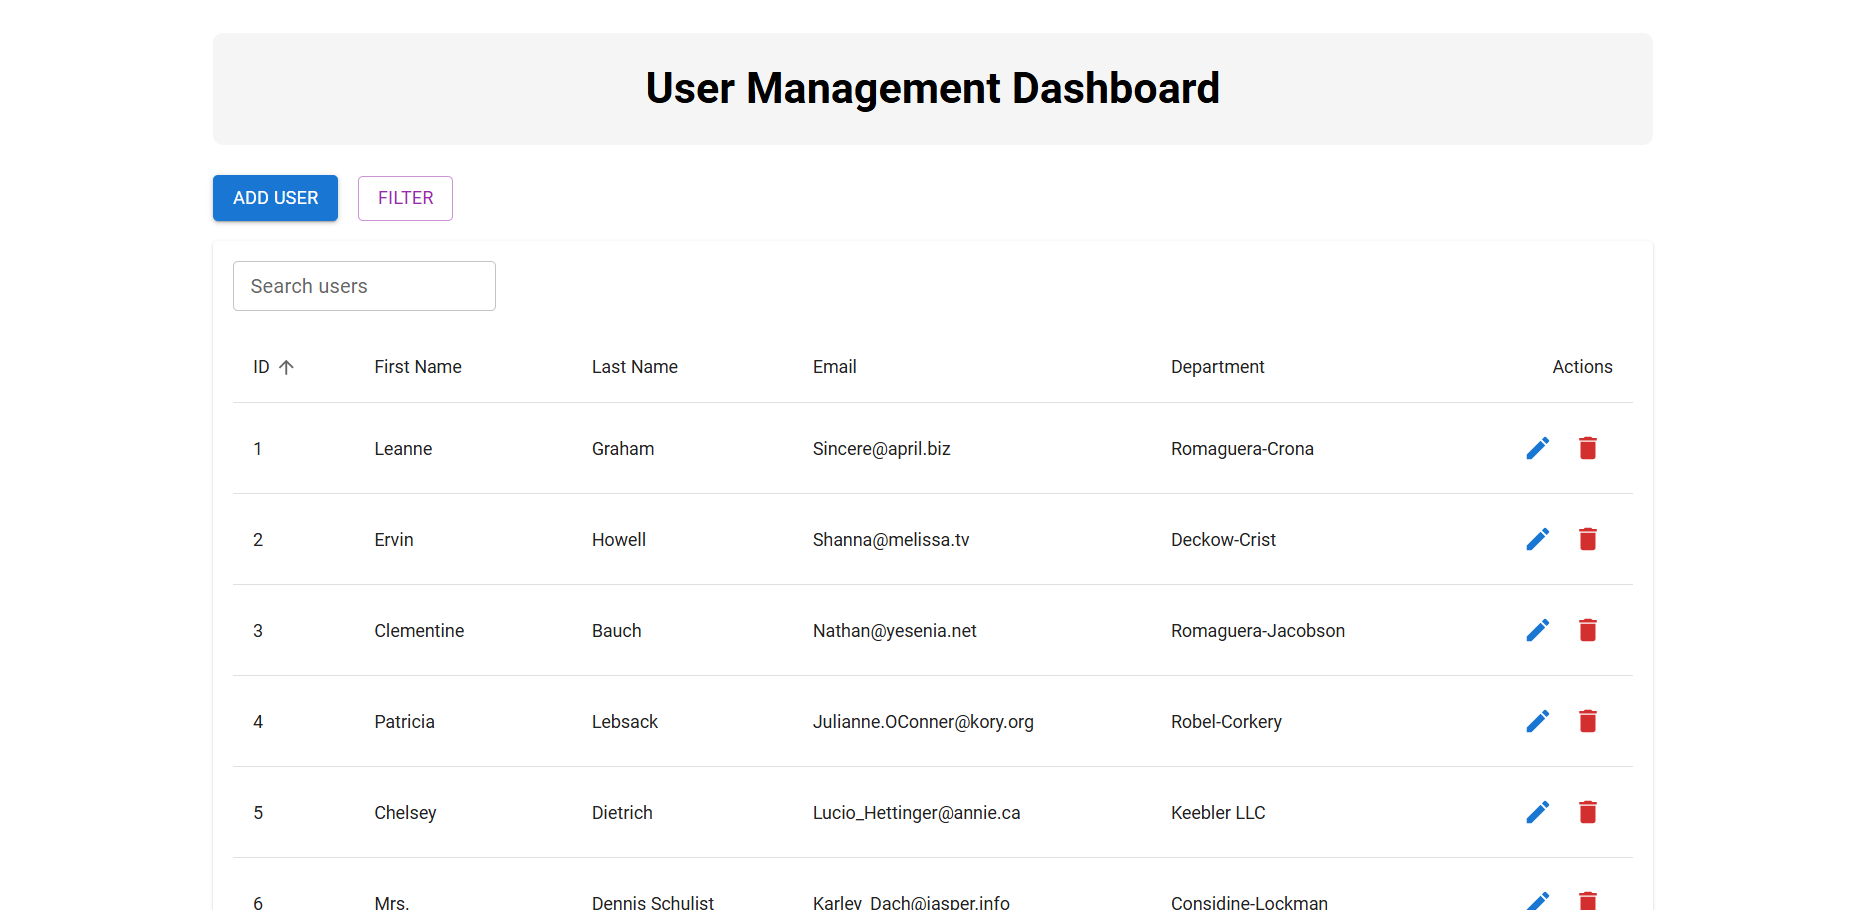 User Management Dashboard
ADD USER FILTER
Search users
ID First Name Last Name Email Department Actions
1 Leanne Graham Sincere@april.biz Romaguera-Crona
2 Ervin Howell Shanna@melissa.tv Deckow-Crist
3 Clementine Bauch Nathan@yesenia.net Romaguera-Jacobson
4 Patricia Lebsack Julianne.OConner@kory.org Robel-Corkery
5 Chelsey Dietrich Lucio_Hettinger@annie.ca Keebler LLC
6 Mrs. Dennis Schulist Karley_Dach@jasper.info Considine-Lockman